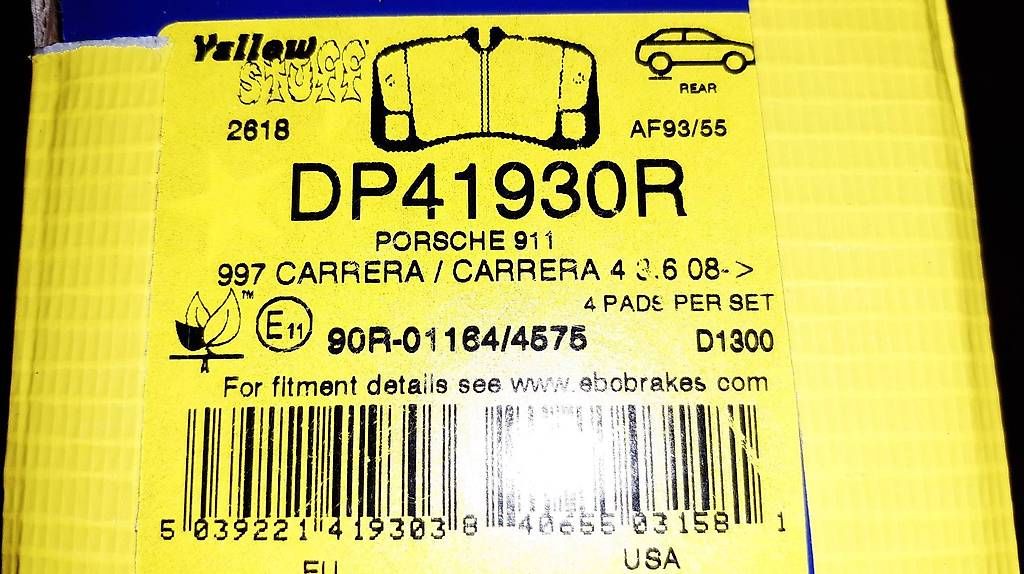 Yellow
STUFF
REAR
2618
AF93/55
DP41930R
PORSCHE 911
997 CARRERA / CARRERA 4 3.6 08->
4 PADS PER SET
TM
E11
90R-01164/4575
D1300
A
For fitment details see www.ebcbrakes.com
5 039221 419303 8 40655 03158 1
EU
USA